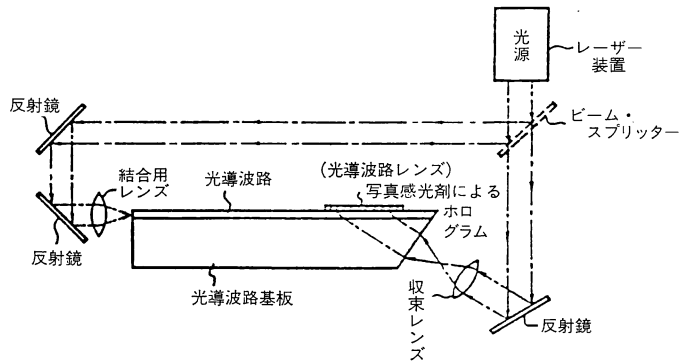 光
源
レーザー
装置
反射鏡
ビーム・
スプリッター
結合用
レンズ
光導波路
(光導波路レンズ)
写真感光剤による
ホロ
グラム
反射鏡
光導波路基板
収束レンズ
反射鏡